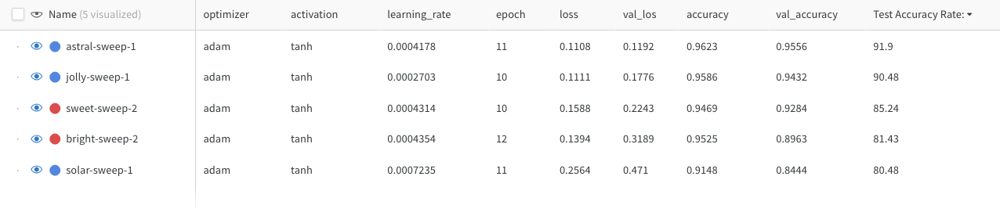 Name (5 visualized) optimizer activation learning_rate epoch loss val_los accuracy val_accuracy Test Accuracy Rate:
astral-sweep-1 adam tanh 0.0004178 11 0.1108 0.1192 0.9623 0.9556 91.9
jolly-sweep-1 adam tanh 0.0002703 10 0.1111 0.1776 0.9586 0.9432 90.48
sweet-sweep-2 adam tanh 0.0004314 10 0.1588 0.2243 0.9469 0.9284 85.24
bright-sweep-2 adam tanh 0.0004354 12 0.1394 0.3189 0.9525 0.8963 81.43
solar-sweep-1 adam tanh 0.0007235 11 0.2564 0.471 0.9148 0.8444 80.48